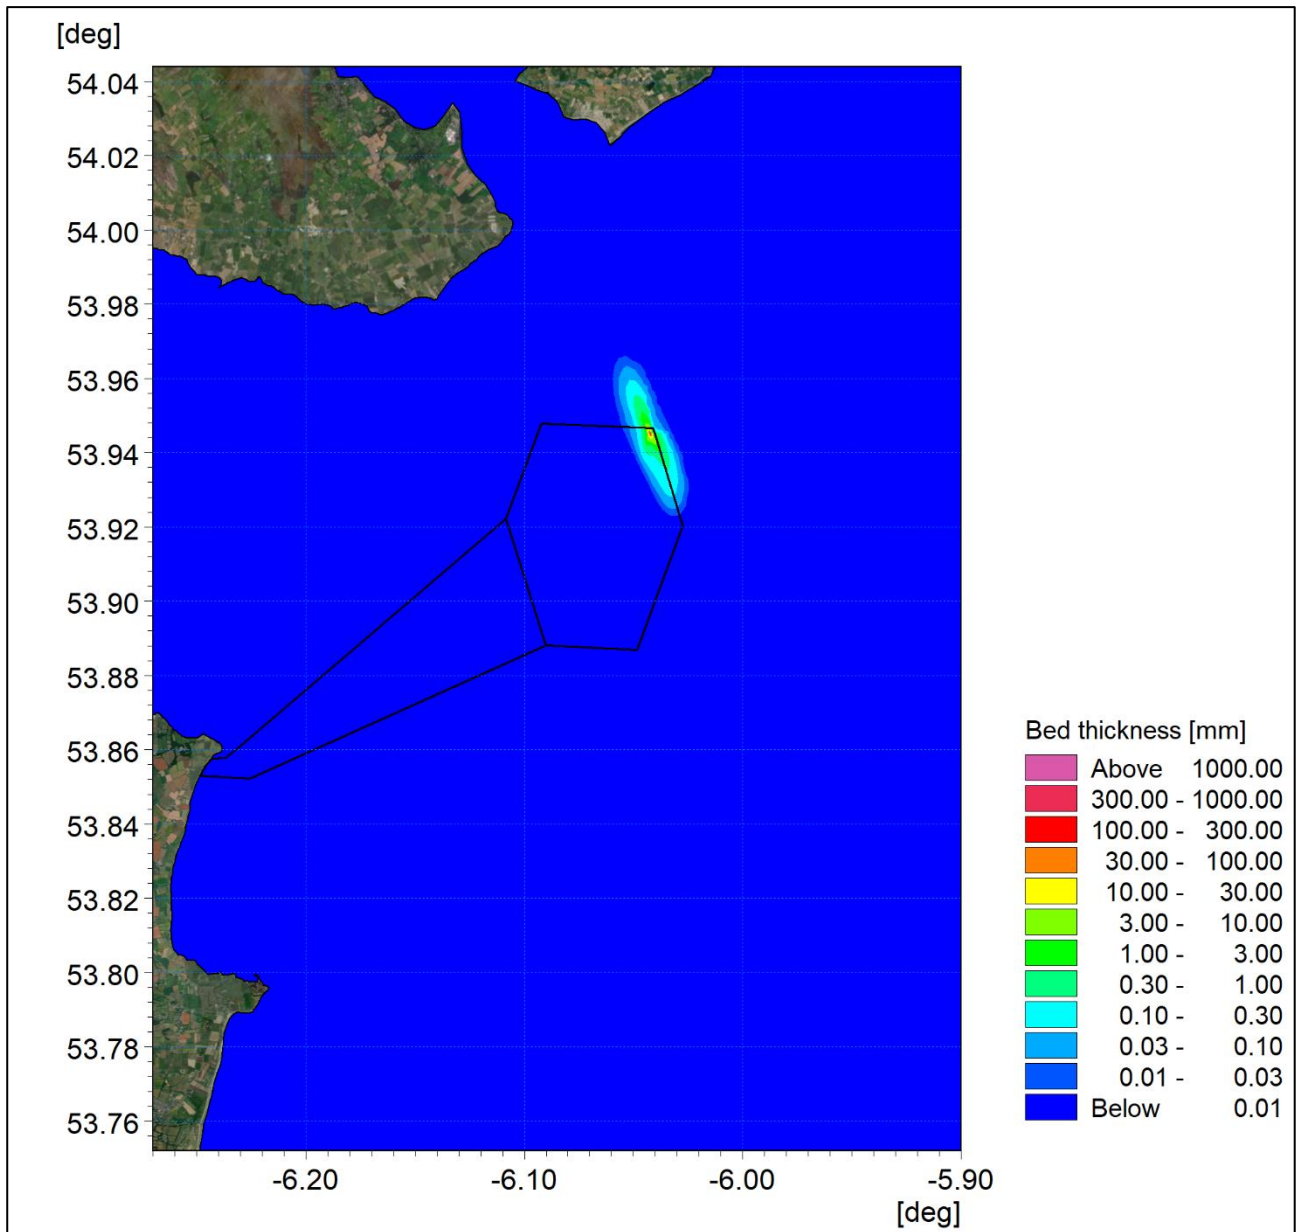 [deg]
54.04
54.02
54.00
53.98
53.96
53.94
53.92
53.90
53.88
53.86
53.84
53.82
53.80
53.78
53.76
-6.20 -6.10 -6.00 -5.90
[deg]
Bed thickness [mm]
Above 1000.00
300.00 - 1000.00
100.00 - 300.00
30.00 - 100.00
10.00 - 30.00
3.00 - 10.00
1.00 - 3.00
0.30 - 1.00
0.10 - 0.30
0.03 - 0.10
0.01 - 0.03
Below 0.01